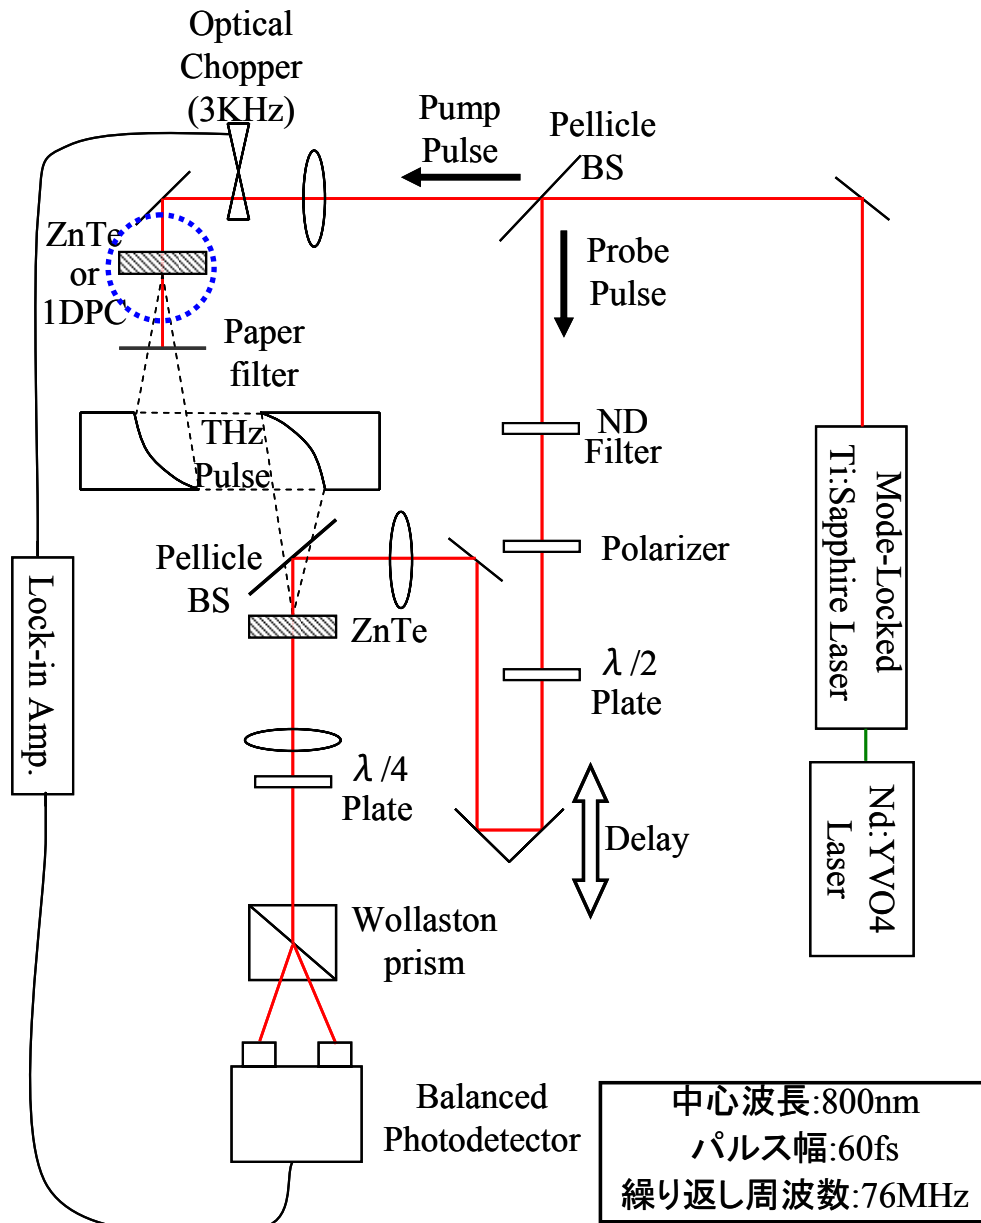 Optical
Chopper
(3KHz)
Pump
Pulse
Pellicle
BS
ZnTe
or
1DPC
Probe
Pulse
Paper
filter
THz
Pulse
ND
Filter
Pellicle
BS
Polarizer
ZnTe
λ/2
Plate
Mode-Locked
Ti:Sapphire Laser
Lock-in Amp.
λ/4
Plate
Delay
Nd:YVO4
Laser
Wollaston
prism
Balanced
Photodetector
中心波長:800nm
パルス幅:60fs
繰り返し周波数:76MHz